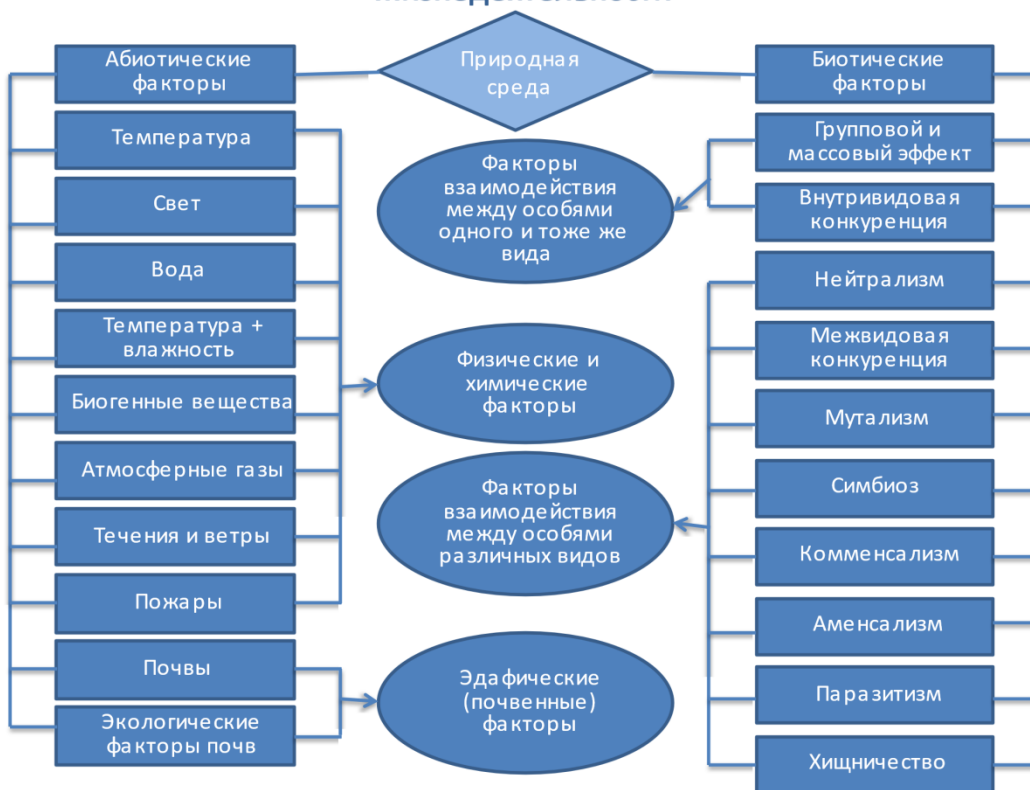 Природная
среда
Абиотические
факторы
Температура
Свет
Вода
Температура +
влажность
Биогенные вещества
Атмосферные газы
Течения и ветры
Пожары
Почвы
Экологические
факторы почв
Факторы
взаимодействия
между особями
одного и тоже же
вида
Физические и
химические
факторы
Факторы
взаимодействия
между особями
различных видов
Эдафические
(почвенные)
факторы
Биотические
факторы
Групповой и
массовый эффект
Внутривидовая
конкуренция
Нейтрализм
Межвидовая
конкуренция
Мутализм
Симбиоз
Комменсализм
Аменсализм
Паразитизм
Хищничество